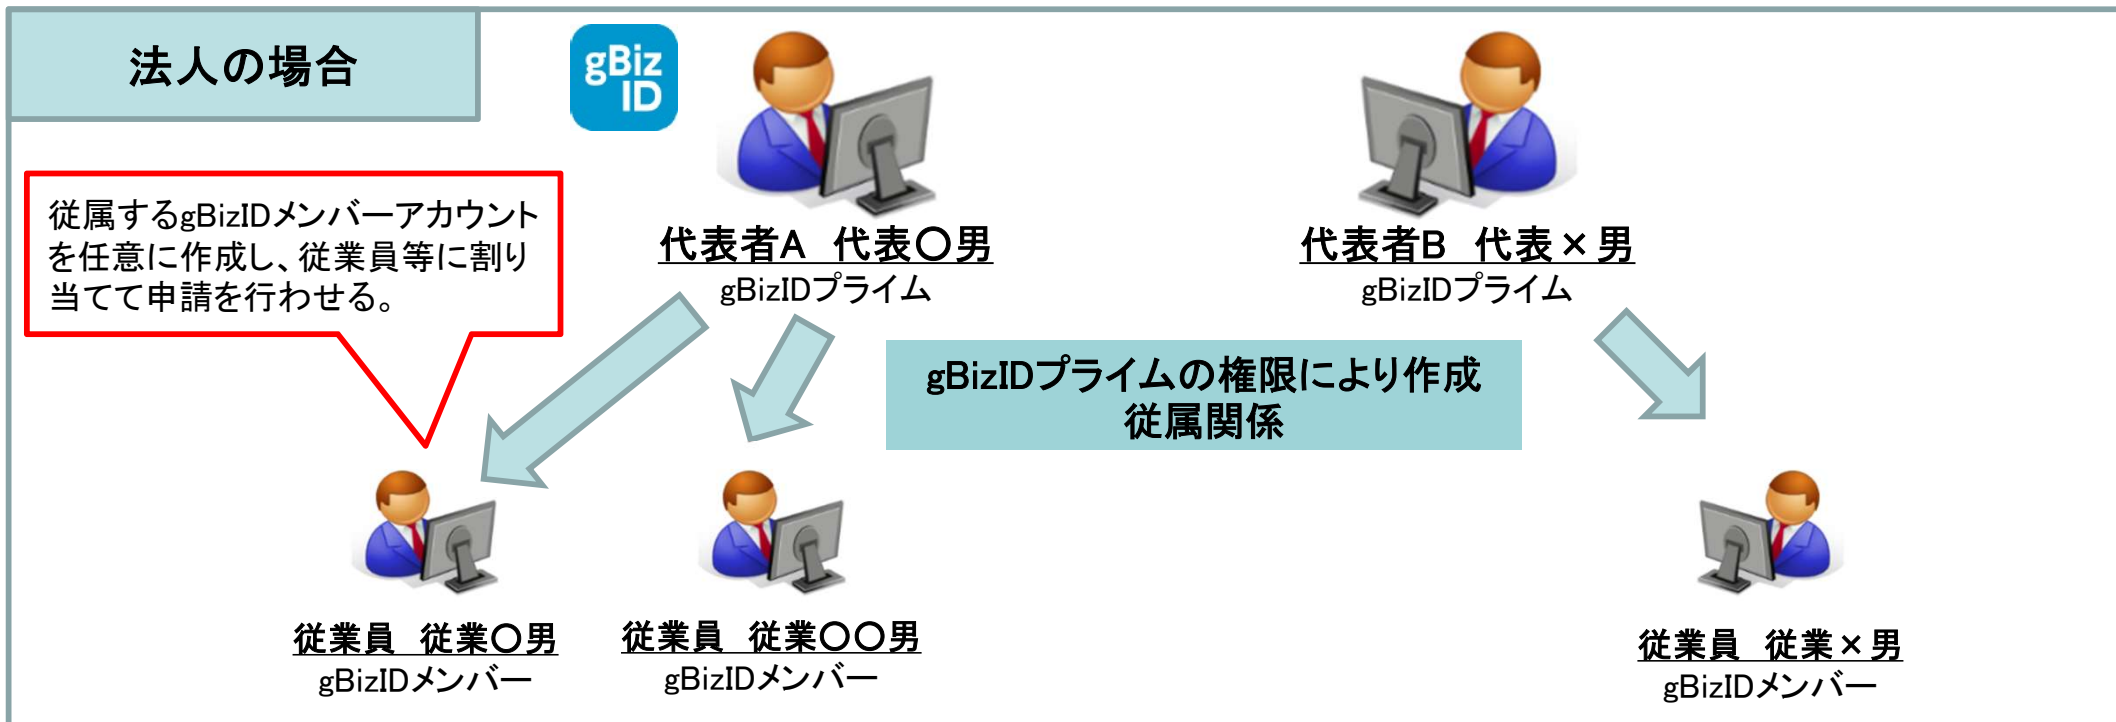 法人の場合
gBiz
ID
従属するgBizIDメンバーアカウント
を任意に作成し、従業員等に割り
当てて申請を行わせる。
代表者A　代表〇男
gBizIDプライム
代表者B　代表×男
gBizIDプライム
gBizIDプライムの権限により作成
従属関係
従業員　従業〇男
gBizIDメンバー
従業員　従業〇〇男
gBizIDメンバー
従業員　従業×男
gBizIDメンバー